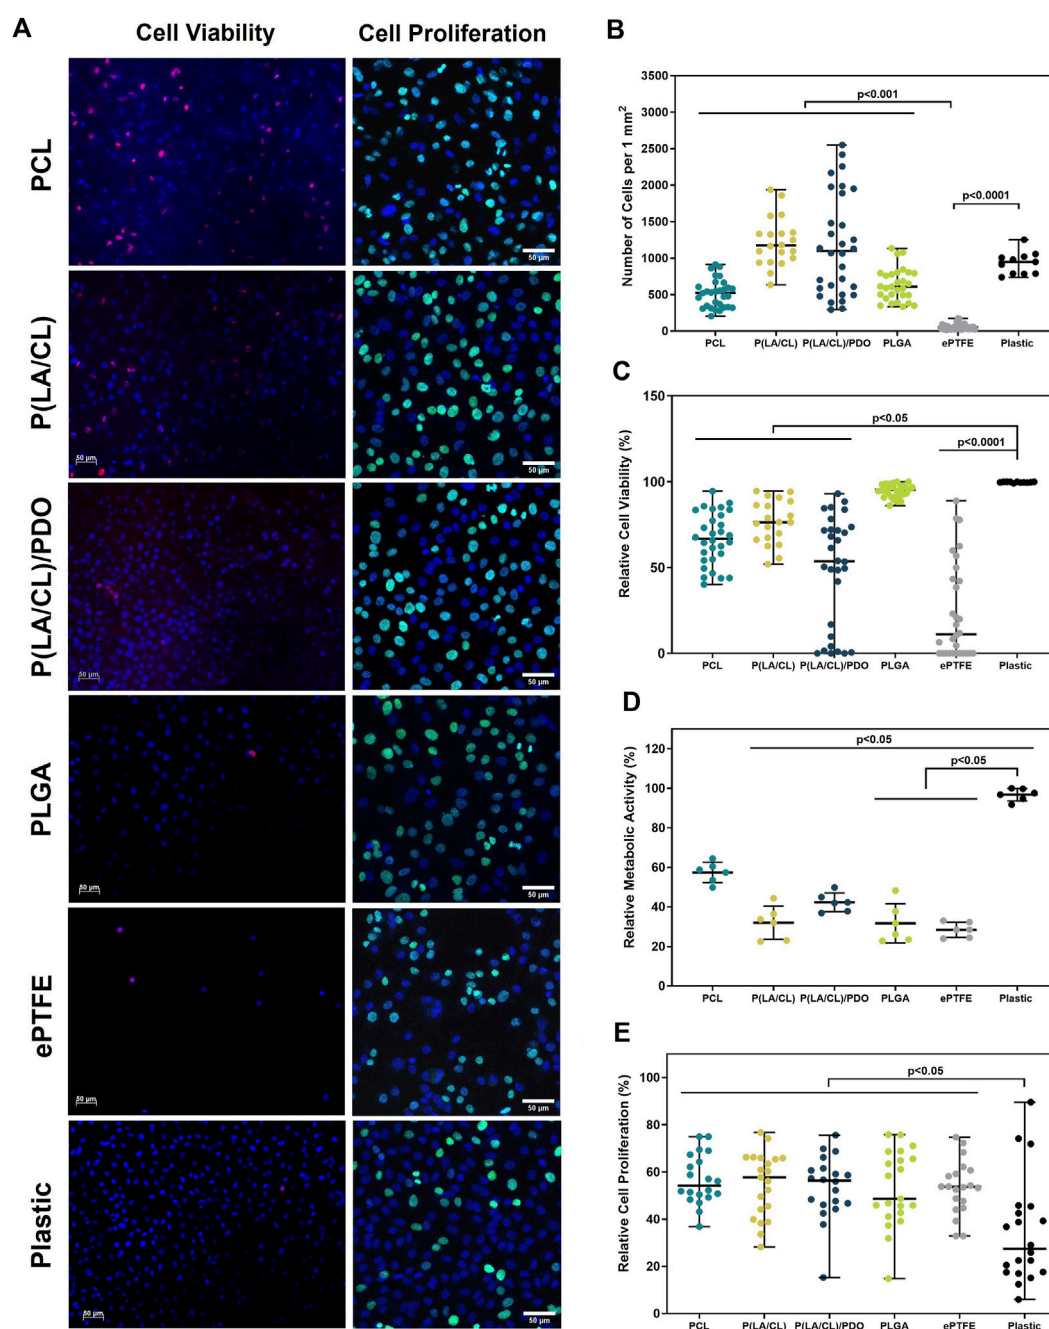 A
Cell Viability
Cell Proliferation
PCL
50 µm
P(LA/CL)
50 µm
50 µm
P(LA/CL)/PDO
50 µm
50 µm
PLGA
50 µm
50 µm
ePTFE
50 µm
50 µm
Plastic
50 µm
50 µm
B
Number of Cells per 1 mm²
3500
3000
2500
2000
1500
1000
500
0
p<0.001
p<0.0001
PCL P(LA/CL) P(LA/CL)/PDO PLGA ePTFE Plastic
C
Relative Cell Viability (%)
150
100
50
0
p<0.05
p<0.0001
PCL P(LA/CL) P(LA/CL)/PDO PLGA ePTFE Plastic
D
Relative Metabolic Activity (%)
120
100
80
60
40
20
0
p<0.05
p<0.05
PCL P(LA/CL) P(LA/CL)/PDO PLGA ePTFE Plastic
E
Relative Cell Proliferation (%)
100
80
60
40
20
0
p<0.05
PCL P(LA/CL) P(LA/CL)/PDO PLGA ePTFE Plastic